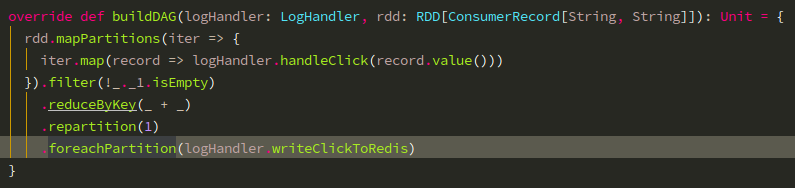 override def buildDAG(logHandler: LogHandler, rdd: RDD[ConsumerRecord[String, String]]): Unit = {
  rdd.mapPartitions(iter => {
    iter.map(record => logHandler.handleClick(record.value()))
  }).filter(!_._1.isEmpty)
    .reduceByKey(_ + _)
    .repartition(1)
    .foreachPartition(logHandler.writeClickToRedis)
}